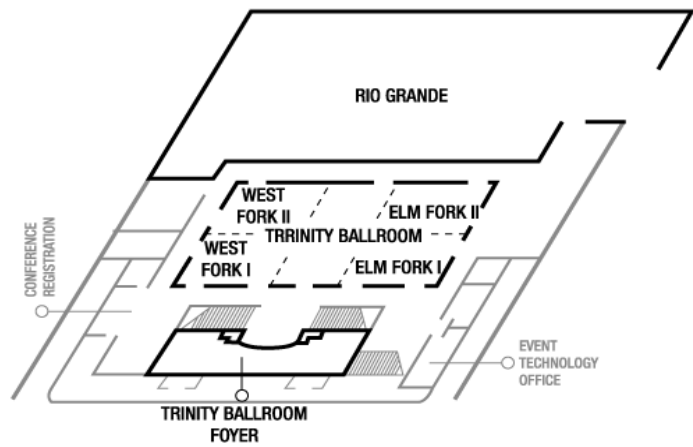 RIO GRANDE
WEST
FORK II
ELM FORK II
TRRINITY BALLROOM
WEST
FORK I
ELM FORK I
CONFERENCE
REGISTRATION
EVENT
TECHNOLOGY
OFFICE
TRINITY BALLROOM
FOYER